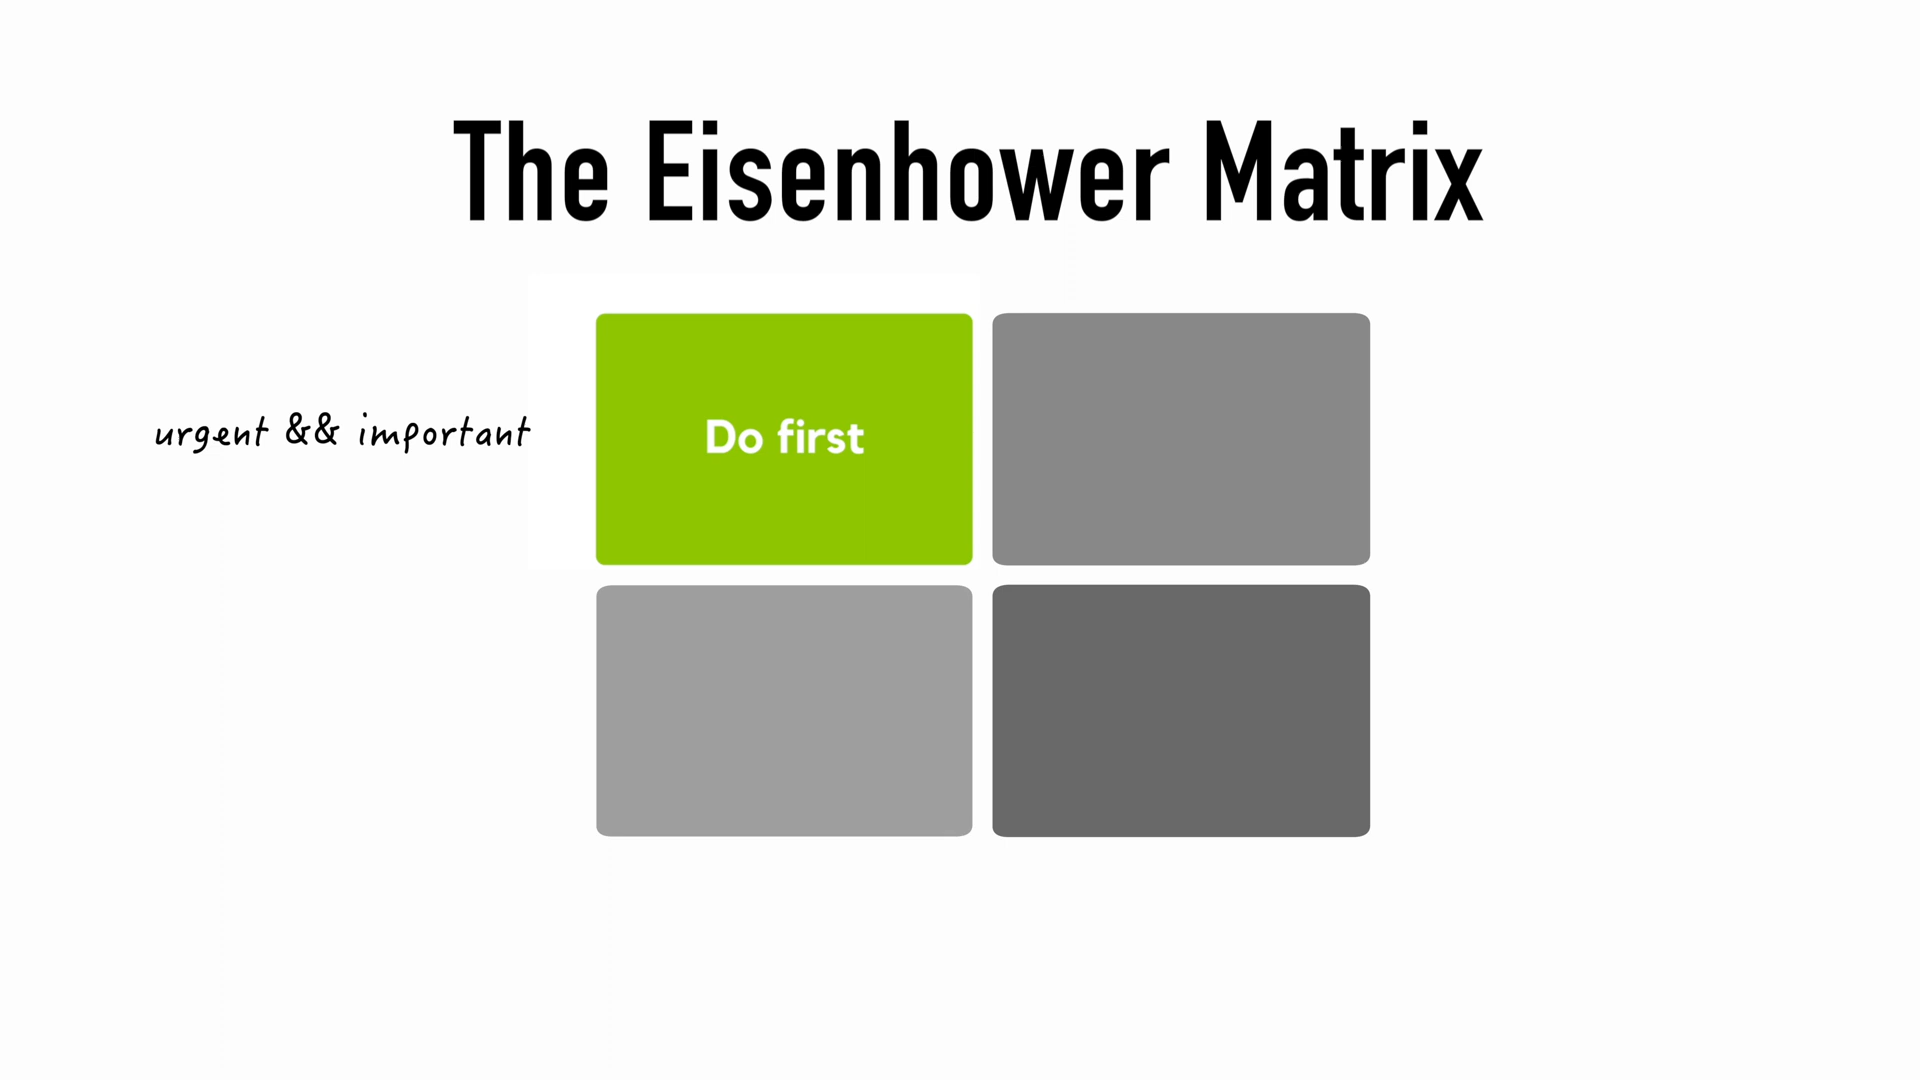 The Eisenhower Matrix
urgent && important
Do first